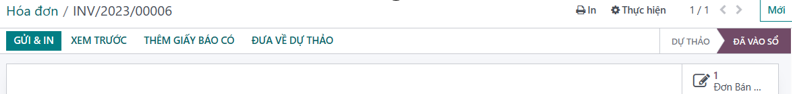 Hóa đơn / INV/2023/00006 In Thực hiện 1 / 1 Mới
GỬI & IN XEM TRƯỚC THÊM GIẤY BÁO CÓ ĐƯA VỀ DỰ THẢO DỰ THẢO ĐÃ VÀO SỔ
1
Đơn Bán ...